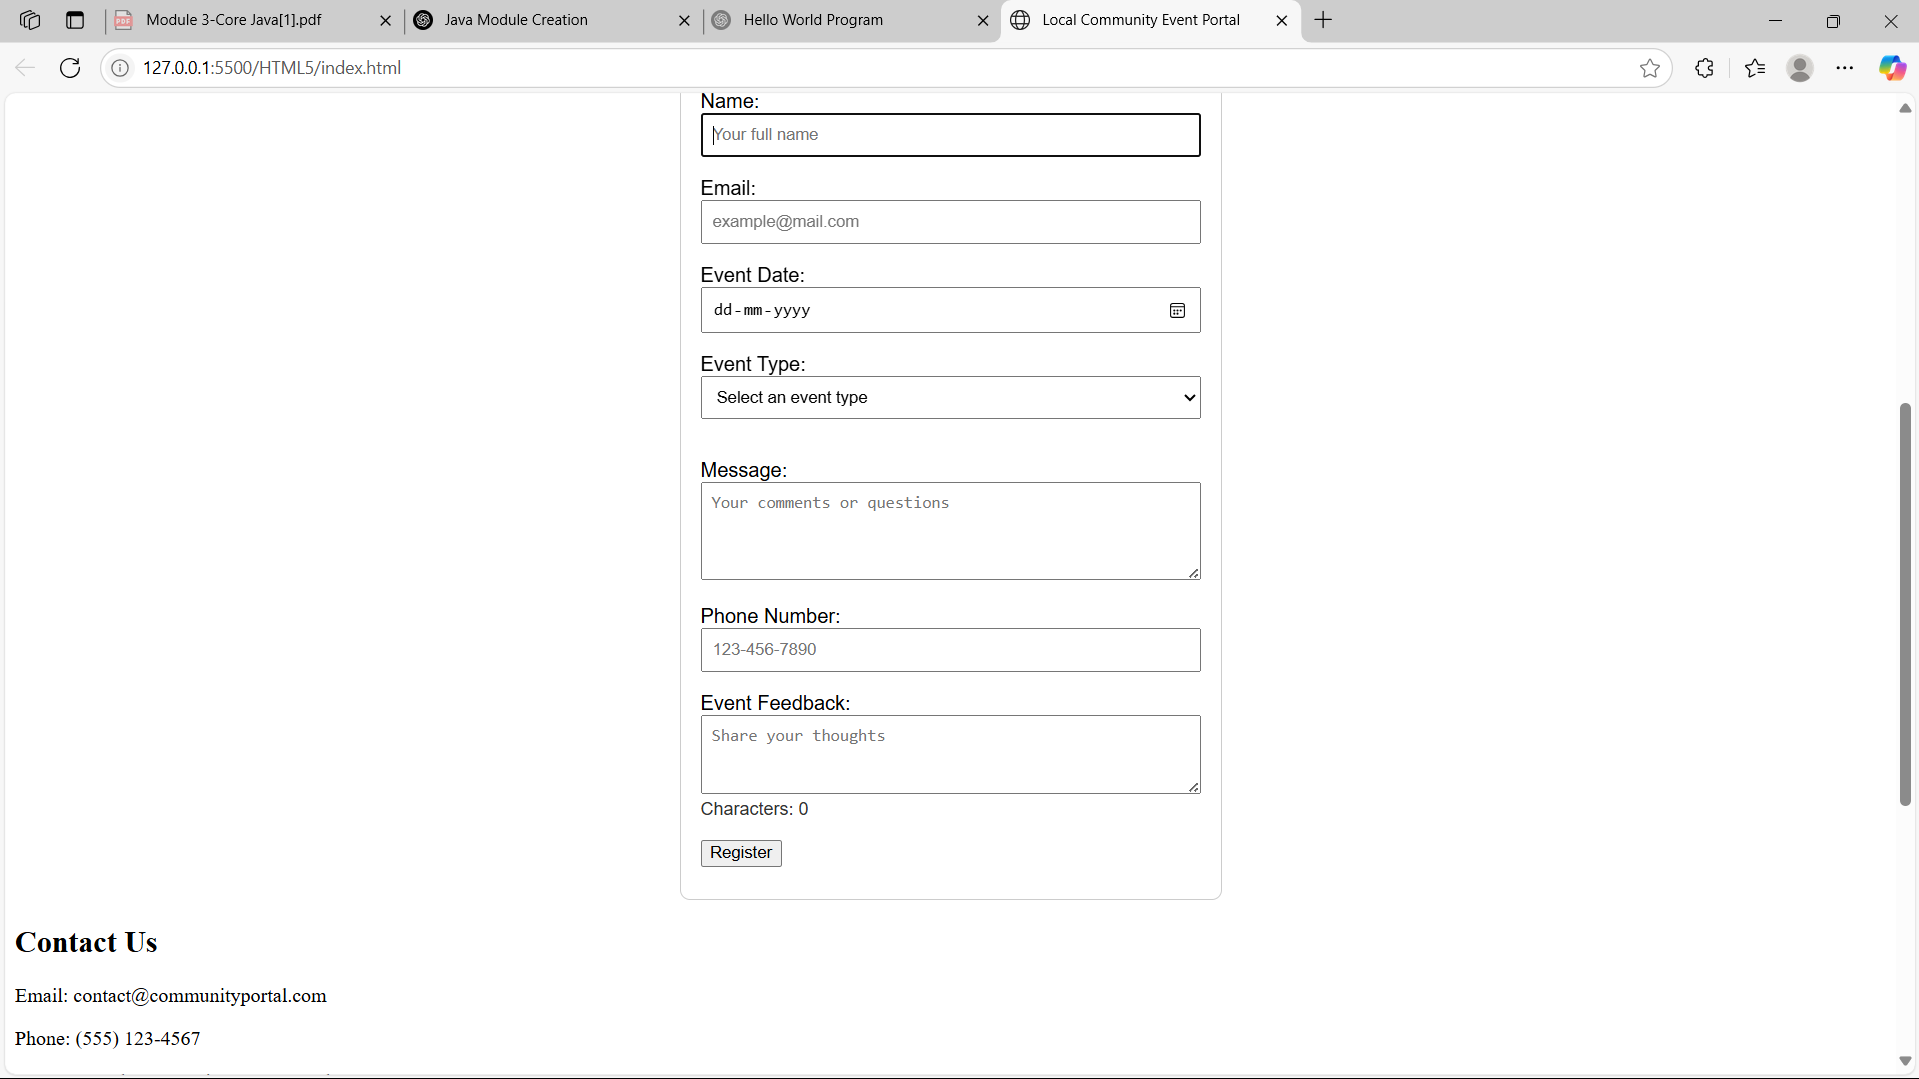 Module 3-Core Java[1].pdf
Java Module Creation
Hello World Program
Local Community Event Portal
127.0.0.1:5500/HTML5/index.html
Name:
Your full name
Email:
example@mail.com
Event Date:
dd-mm-yyyy
Event Type:
Select an event type
Message:
Your comments or questions
Phone Number:
123-456-7890
Event Feedback:
Share your thoughts
Characters: 0
Register
Contact Us
Email: contact@communityportal.com
Phone: (555) 123-4567